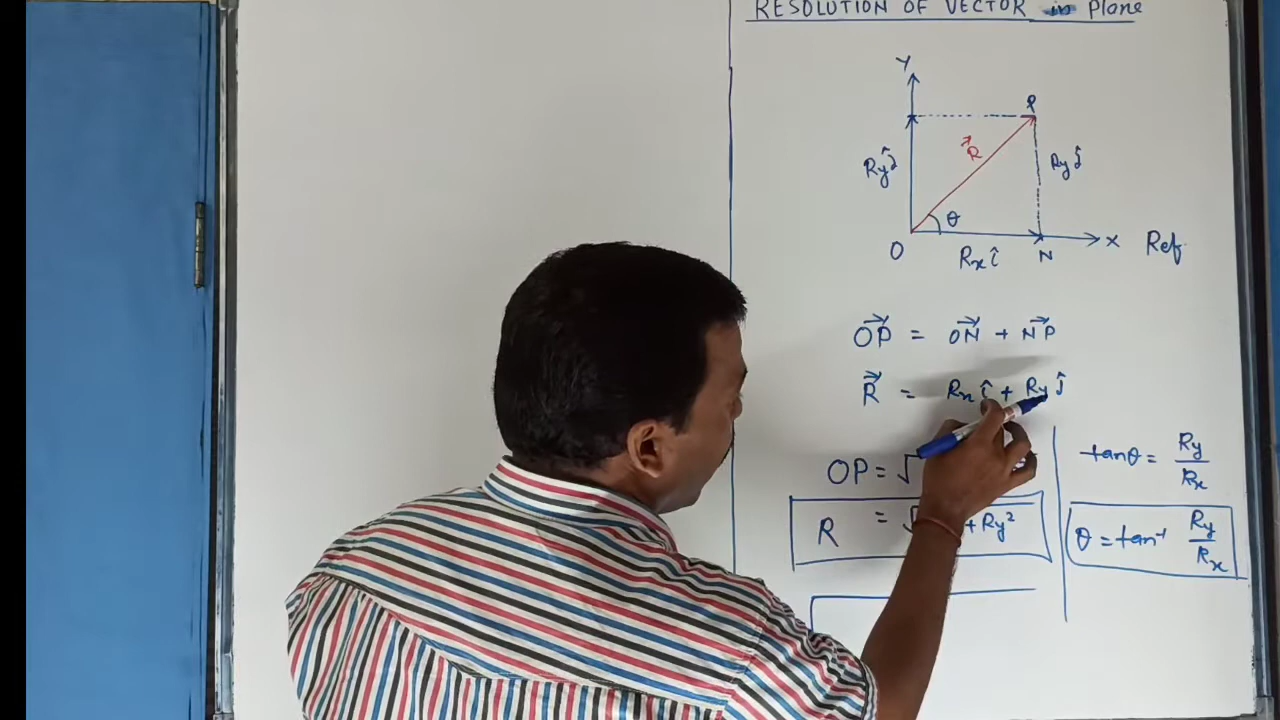 RESOLUTION OF VECTOR in Plane
Y
P
R⃗
Ryĵ
Ryĵ
θ
O
Rxî
N
X
Ref
OP⃗ = ON⃗ + NP⃗
R⃗ = Rxî + Ryĵ
OP = √
R = √ + Ry²
tanθ = Ry/Rx
θ = tan⁻¹ Ry/Rx